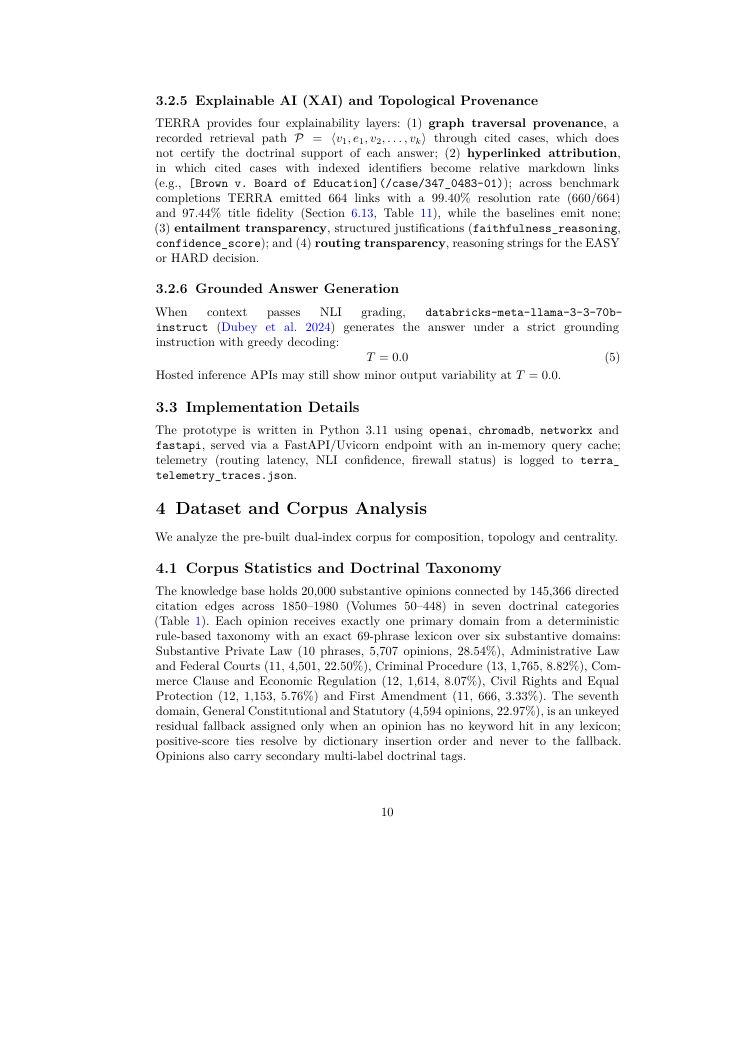 3.2.5 Explainable AI (XAI) and Topological Provenance
TERRA provides four explainability layers: (1) graph traversal provenance, a
recorded retrieval path P = ⟨v1, e1, v2, . . . , vk⟩ through cited cases, which does
not certify the doctrinal support of each answer; (2) hyperlinked attribution,
in which cited cases with indexed identifiers become relative markdown links
(e.g., [Brown v. Board of Education](/case/347_0483-01)); across benchmark
completions TERRA emitted 664 links with a 99.40% resolution rate (660/664)
and 97.44% title fidelity (Section 6.13, Table 11), while the baselines emit none;
(3) entailment transparency, structured justifications (faithfulness_reasoning,
confidence_score); and (4) routing transparency, reasoning strings for the EASY
or HARD decision.
3.2.6 Grounded Answer Generation
When context passes NLI grading, databricks-meta-llama-3-3-70b-
instruct (Dubey et al. 2024) generates the answer under a strict grounding
instruction with greedy decoding:
T = 0.0 (5)
Hosted inference APIs may still show minor output variability at T = 0.0.
3.3 Implementation Details
The prototype is written in Python 3.11 using openai, chromadb, networkx and
fastapi, served via a FastAPI/Uvicorn endpoint with an in-memory query cache;
telemetry (routing latency, NLI confidence, firewall status) is logged to terra_
telemetry_traces.json.
4 Dataset and Corpus Analysis
We analyze the pre-built dual-index corpus for composition, topology and centrality.
4.1 Corpus Statistics and Doctrinal Taxonomy
The knowledge base holds 20,000 substantive opinions connected by 145,366 directed
citation edges across 1850–1980 (Volumes 50–448) in seven doctrinal categories
(Table 1). Each opinion receives exactly one primary domain from a deterministic
rule-based taxonomy with an exact 69-phrase lexicon over six substantive domains:
Substantive Private Law (10 phrases, 5,707 opinions, 28.54%), Administrative Law
and Federal Courts (11, 4,501, 22.50%), Criminal Procedure (13, 1,765, 8.82%), Com-
merce Clause and Economic Regulation (12, 1,614, 8.07%), Civil Rights and Equal
Protection (12, 1,153, 5.76%) and First Amendment (11, 666, 3.33%). The seventh
domain, General Constitutional and Statutory (4,594 opinions, 22.97%), is an unkeyed
residual fallback assigned only when an opinion has no keyword hit in any lexicon;
positive-score ties resolve by dictionary insertion order and never to the fallback.
Opinions also carry secondary multi-label doctrinal tags.
10